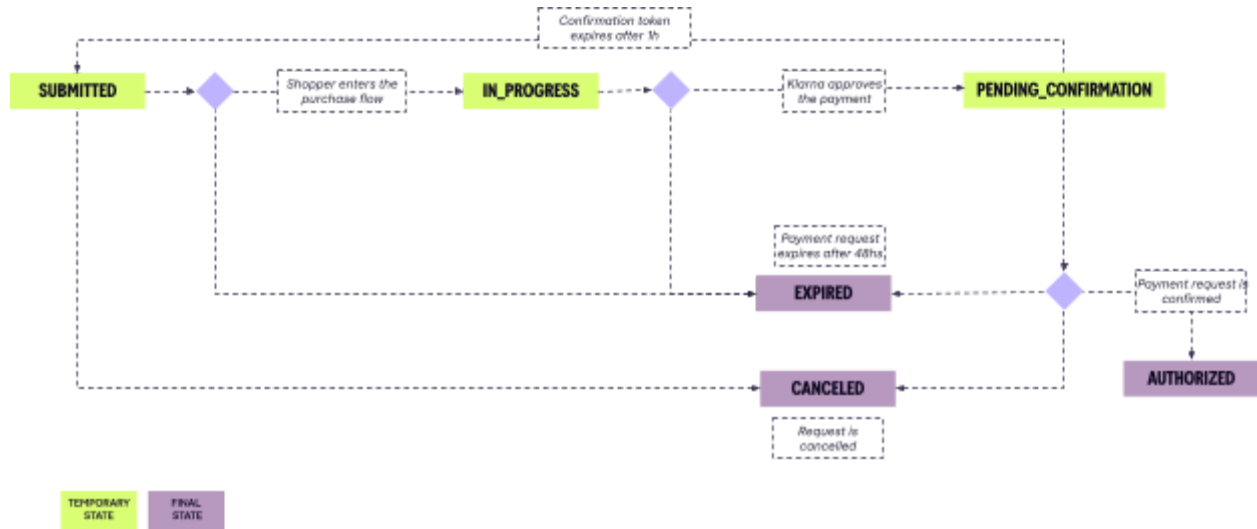 Confirmation token
expires after 1h
SUBMITTED
Shopper enters the
purchase flow
IN_PROGRESS
Klarna approves
the payment
PENDING_CONFIRMATION
Payment request
expires after 48hs
EXPIRED
Payment request is
confirmed
CANCELED
AUTHORIZED
Request is
cancelled
TEMPORARY
STATE
FINAL
STATE